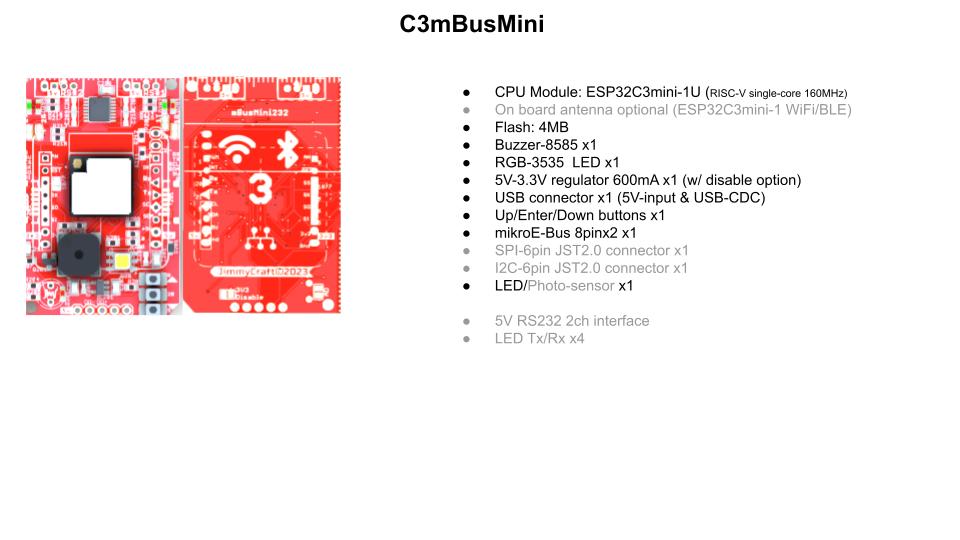 C3mBusMini
mBusMini232
3
JimmyCraft©2023
3V3
Disable
● CPU Module: ESP32C3mini-1U (RISC-V single-core 160MHz)
● On board antenna optional (ESP32C3mini-1 WiFi/BLE)
● Flash: 4MB
● Buzzer-8585 x1
● RGB-3535 LED x1
● 5V-3.3V regulator 600mA x1 (w/ disable option)
● USB connector x1 (5V-input & USB-CDC)
● Up/Enter/Down buttons x1
● mikroE-Bus 8pinx2 x1
● SPI-6pin JST2.0 connector x1
● I2C-6pin JST2.0 connector x1
● LED/Photo-sensor x1
● 5V RS232 2ch interface
● LED Tx/Rx x4